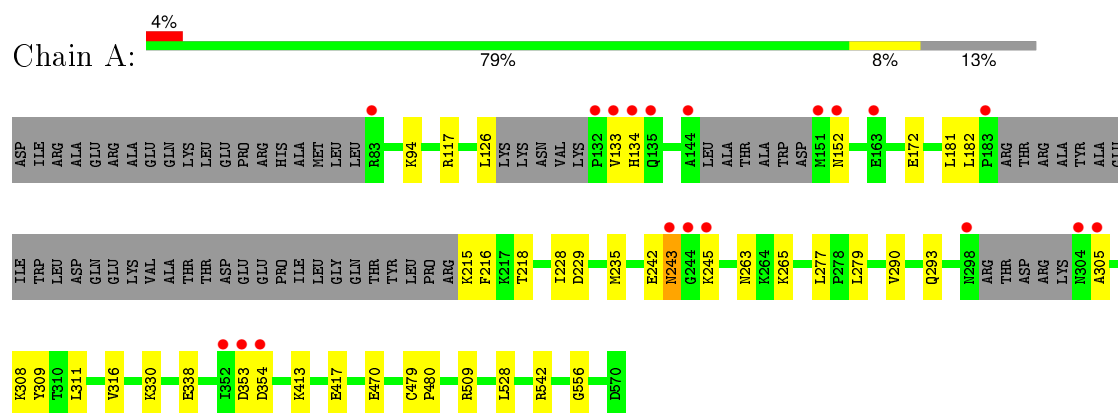 4%
Chain A:
79% 8% 13%
ASP ILE ARG ALA GLU ARG ALA GLU GLN LYS LEU GLU PRO ARG HIS ALA MET LEU LEU R83 K94 R117 L126 LYS LYS ASN VAL LYS P132 V133 H134 Q135 A144 LEU ALA THR ALA TRP ASP M151 N152 E163 E172 L181 L182 P183 ARG THR ARG ALA TYR ALA GLU
ILE TRP LEU ASP GLN GLU LYS VAL ALA THR THR ASP GLU GLU PRO ILE LEU GLY GLN THR TYR LEU PRO ARG K215 F216 K217 T218 I228 D229 M235 E242 N243 G244 K245 N263 K264 K265 L277 P278 L279 V290 Q293 N298 ARG THR ASP ARG LYS N304 A305
K308 Y309 T310 L311 V316 K330 E338 I352 D353 D354 K413 E417 E470 C479 P480 R509 L528 R542 G556 D570